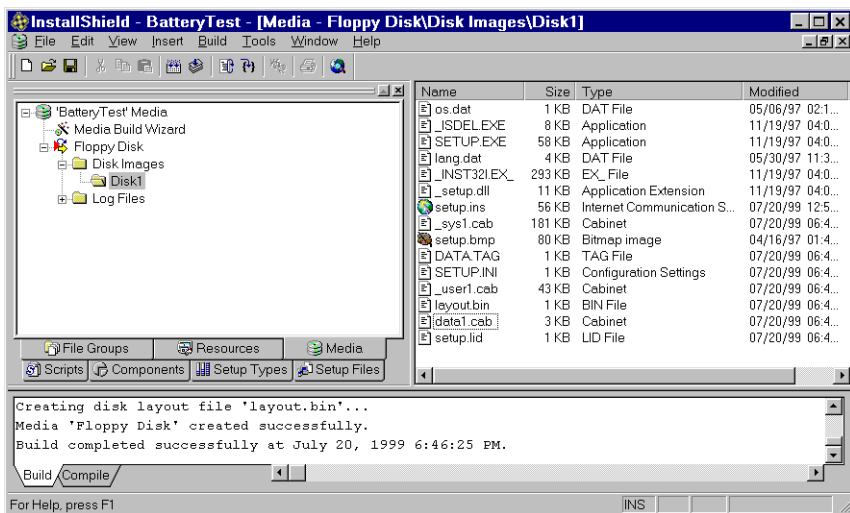 InstallShield - BatteryTest - [Media - Floppy Disk\Disk Images\Disk1]
File Edit View Insert Build Tools Window Help
'BatteryTest' Media
Media Build Wizard
Floppy Disk
Disk Images
Disk1
Log Files
File Groups Resources Media
Scripts Components Setup Types Setup Files
Name Size Type Modified
os.dat 1 KB DAT File 05/06/97 02:1...
_ISDEL.EXE 8 KB Application 11/19/97 04:0...
SETUP.EXE 58 KB Application 11/19/97 04:0...
lang.dat 4 KB DAT File 05/30/97 11:3...
_INST32I.EX_ 293 KB EX_ File 11/19/97 04:0...
_setup.dll 11 KB Application Extension 11/19/97 04:0...
setup.ins 56 KB Internet Communication S... 07/20/99 12:5...
_sys1.cab 181 KB Cabinet 07/20/99 06:4...
setup.bmp 80 KB Bitmap image 04/16/97 01:4...
DATA.TAG 1 KB TAG File 07/20/99 06:4...
SETUP.INI 1 KB Configuration Settings 07/20/99 06:4...
_user1.cab 43 KB Cabinet 07/20/99 06:4...
layout.bin 1 KB BIN File 07/20/99 06:4...
data1.cab 3 KB Cabinet 07/20/99 06:4...
setup.lid 1 KB LID File 07/20/99 06:4...
Creating disk layout file 'layout.bin'...
Media 'Floppy Disk' created successfully.
Build completed successfully at July 20, 1999 6:46:25 PM.
Build Compile
For Help, press F1 INS